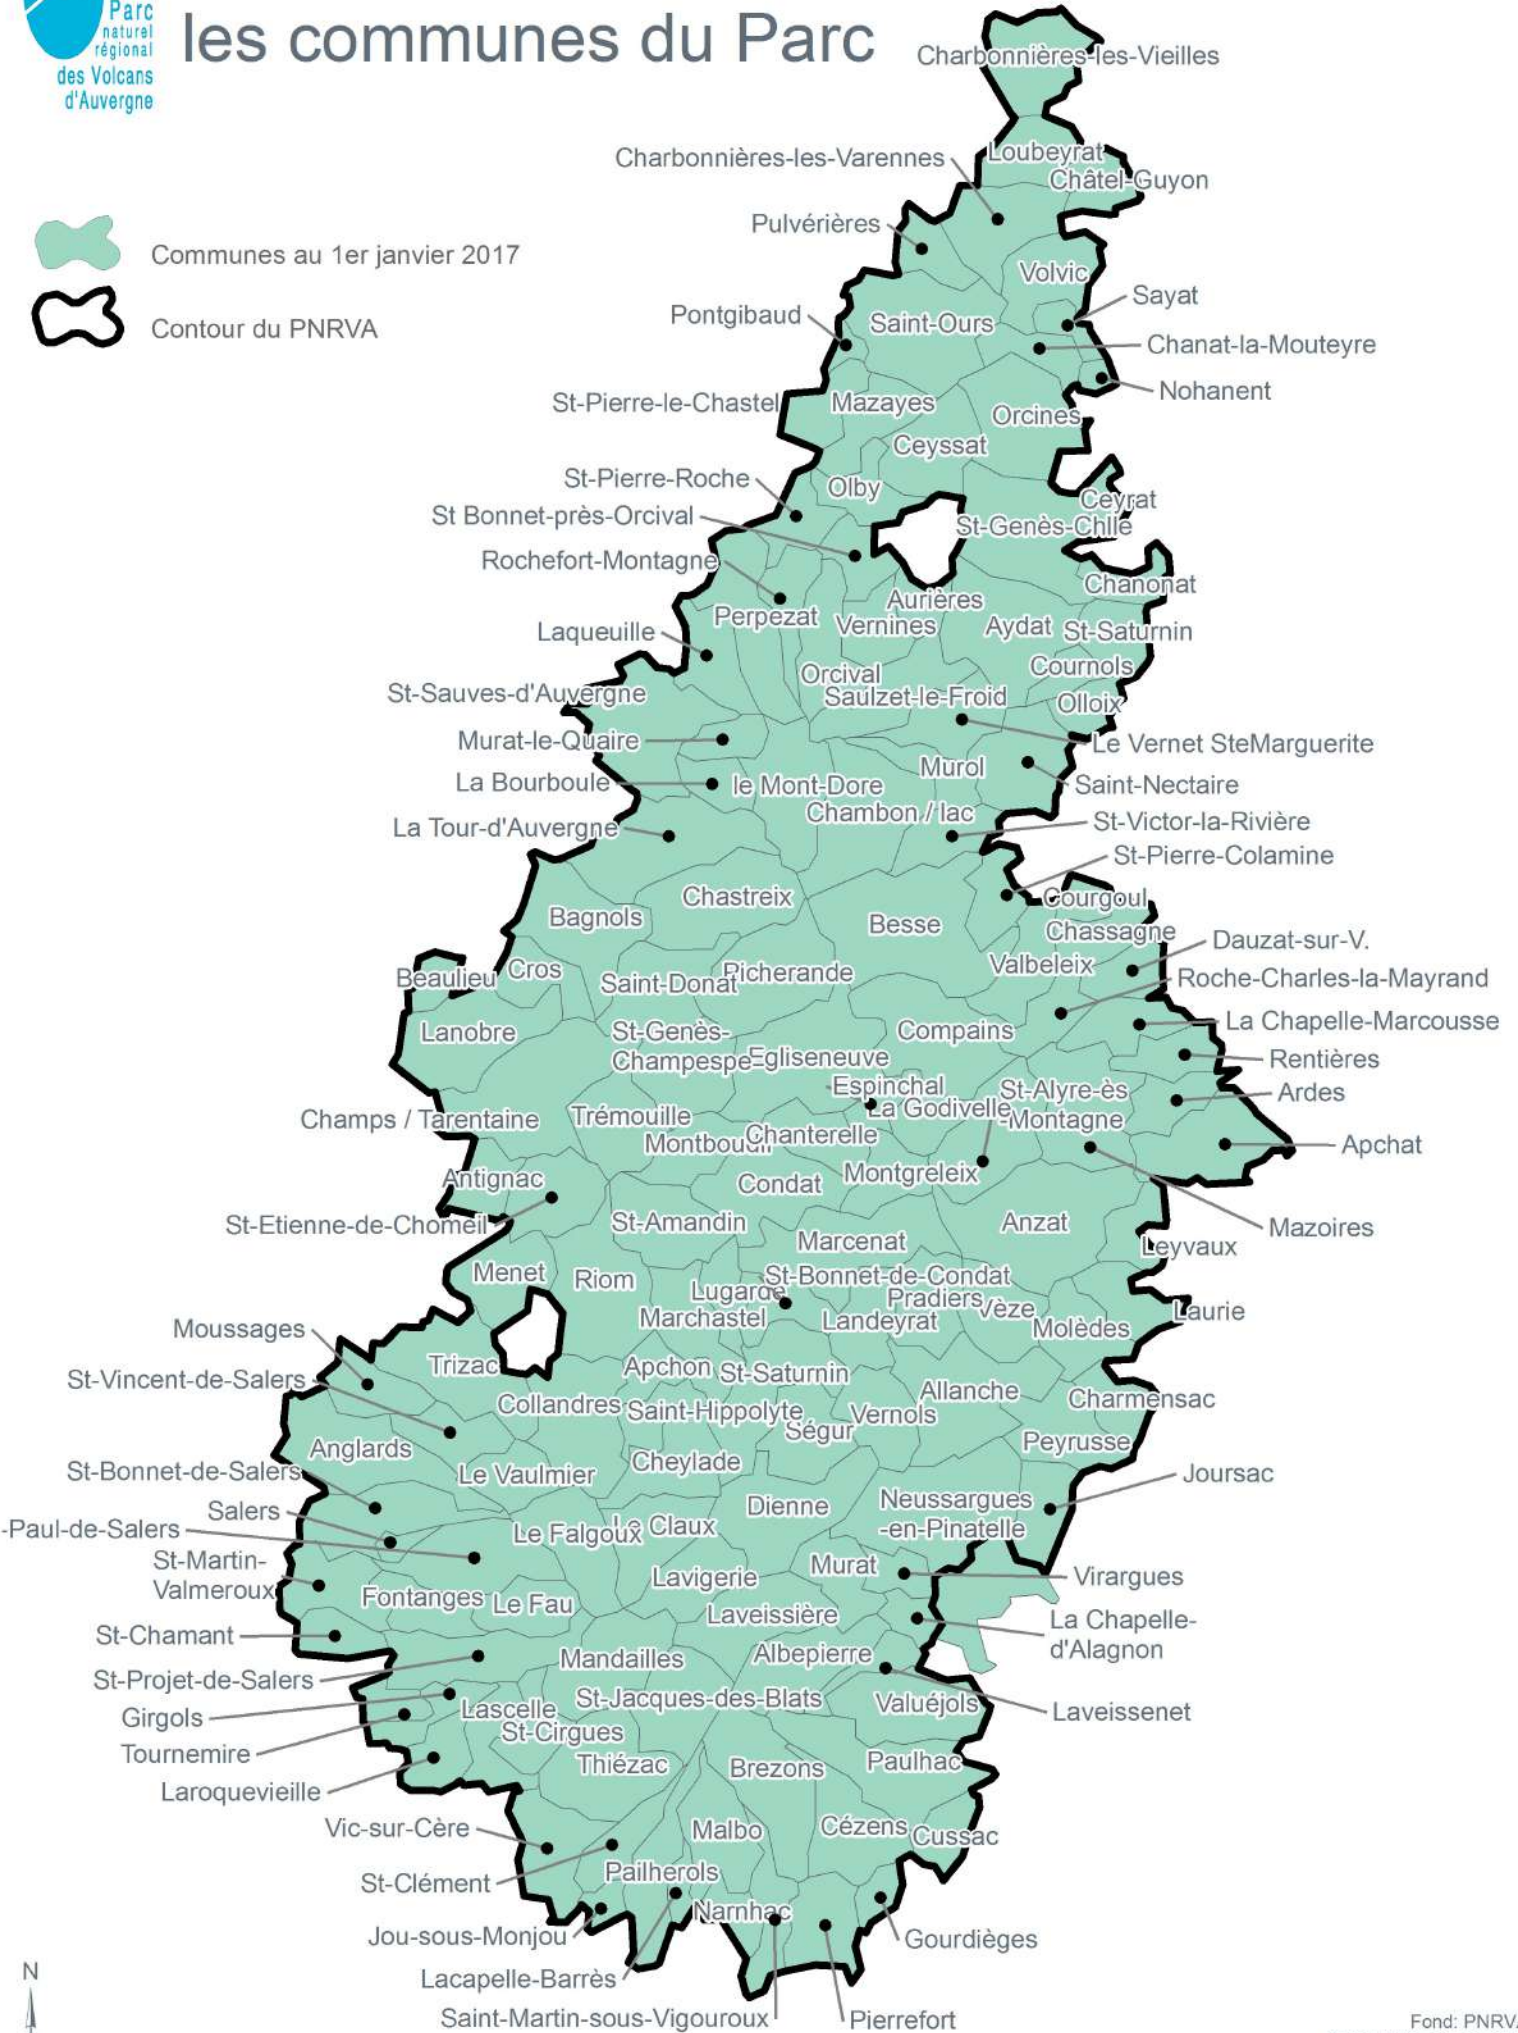 Parc
naturel
régional
des Volcans
d'Auvergne
les communes du Parc
Communes au 1er janvier 2017
Contour du PNRVA
Charbonnières-les-Vieilles
Loubeyrat
Charbonnières-les-Varennes
Châtel-Guyon
Pulvérières
Volvic
Sayat
Pontgibaud
Saint-Ours
Chanat-la-Mouteyre
Nohanent
St-Pierre-le-Chastel
Mazayes
Orcines
Ceyssat
St-Pierre-Roche
Olby
Ceyrat
St Bonnet-près-Orcival
St-Genès-Chlle
Rochefort-Montagne
Chanonat
Aurières
Perpezat
Vernines
Aydat
St-Saturnin
Laqueuille
Cournols
Orcival
St-Sauves-d'Auvergne
Saulzet-le-Froid
Olloix
Murat-le-Quaire
Le Vernet SteMarguerite
Murol
La Bourboule
le Mont-Dore
Saint-Nectaire
Chambon / lac
La Tour-d'Auvergne
St-Victor-la-Rivière
St-Pierre-Colamine
Chastreix
Courgoul
Bagnols
Besse
Chassagne
Dauzat-sur-V.
Valbeleix
Beaulieu
Cros
Saint-Donat
Picherande
Roche-Charles-la-Mayrand
La Chapelle-Marcousse
Lanobre
St-Genès-
Champespe
Compains
Egliseneuve
Rentières
Espinchal
St-Alyre-ès
-Montagne
Ardes
La Godivelle
Champs / Tarentaine
Trémouille
Chanterelle
Montboudif
Apchat
Antignac
Condat
Montgreleix
St-Etienne-de-Chomeil
St-Amandin
Anzat
Mazoires
Marcenat
Leyvaux
Menet
Riom
St-Bonnet-de-Condat
Lugarde
Pradiers
Vèze
Laurie
Marchastel
Landeyrat
Molèdes
Moussages
Trizac
Apchon
St-Saturnin
St-Vincent-de-Salers
Allanche
Charmensac
Collandres
Saint-Hippolyte
Vernols
Ségur
Anglards
Peyrusse
St-Bonnet-de-Salers
Le Vaulmier
Cheylade
Joursac
Salers
Dienne
Neussargues
-en-Pinatelle
-Paul-de-Salers
Le Falgoux
Le Claux
St-Martin-
Valmeroux
Murat
Virargues
Lavigerie
Fontanges
Le Fau
Laveissière
La Chapelle-
d'Alagnon
St-Chamant
Albepierre
Mandailles
St-Projet-de-Salers
St-Jacques-des-Blats
Valuéjols
Laveissenet
Girgols
Lascelle
St-Cirgues
Tournemire
Thiézac
Brezons
Paulhac
Laroquevieille
Vic-sur-Cère
Malbo
Cézens
Cussac
St-Clément
Pailherols
Narnhac
Jou-sous-Monjou
Gourdièges
Lacapelle-Barrès
Saint-Martin-sous-Vigouroux
Pierrefort
N
Fond: PNRVA